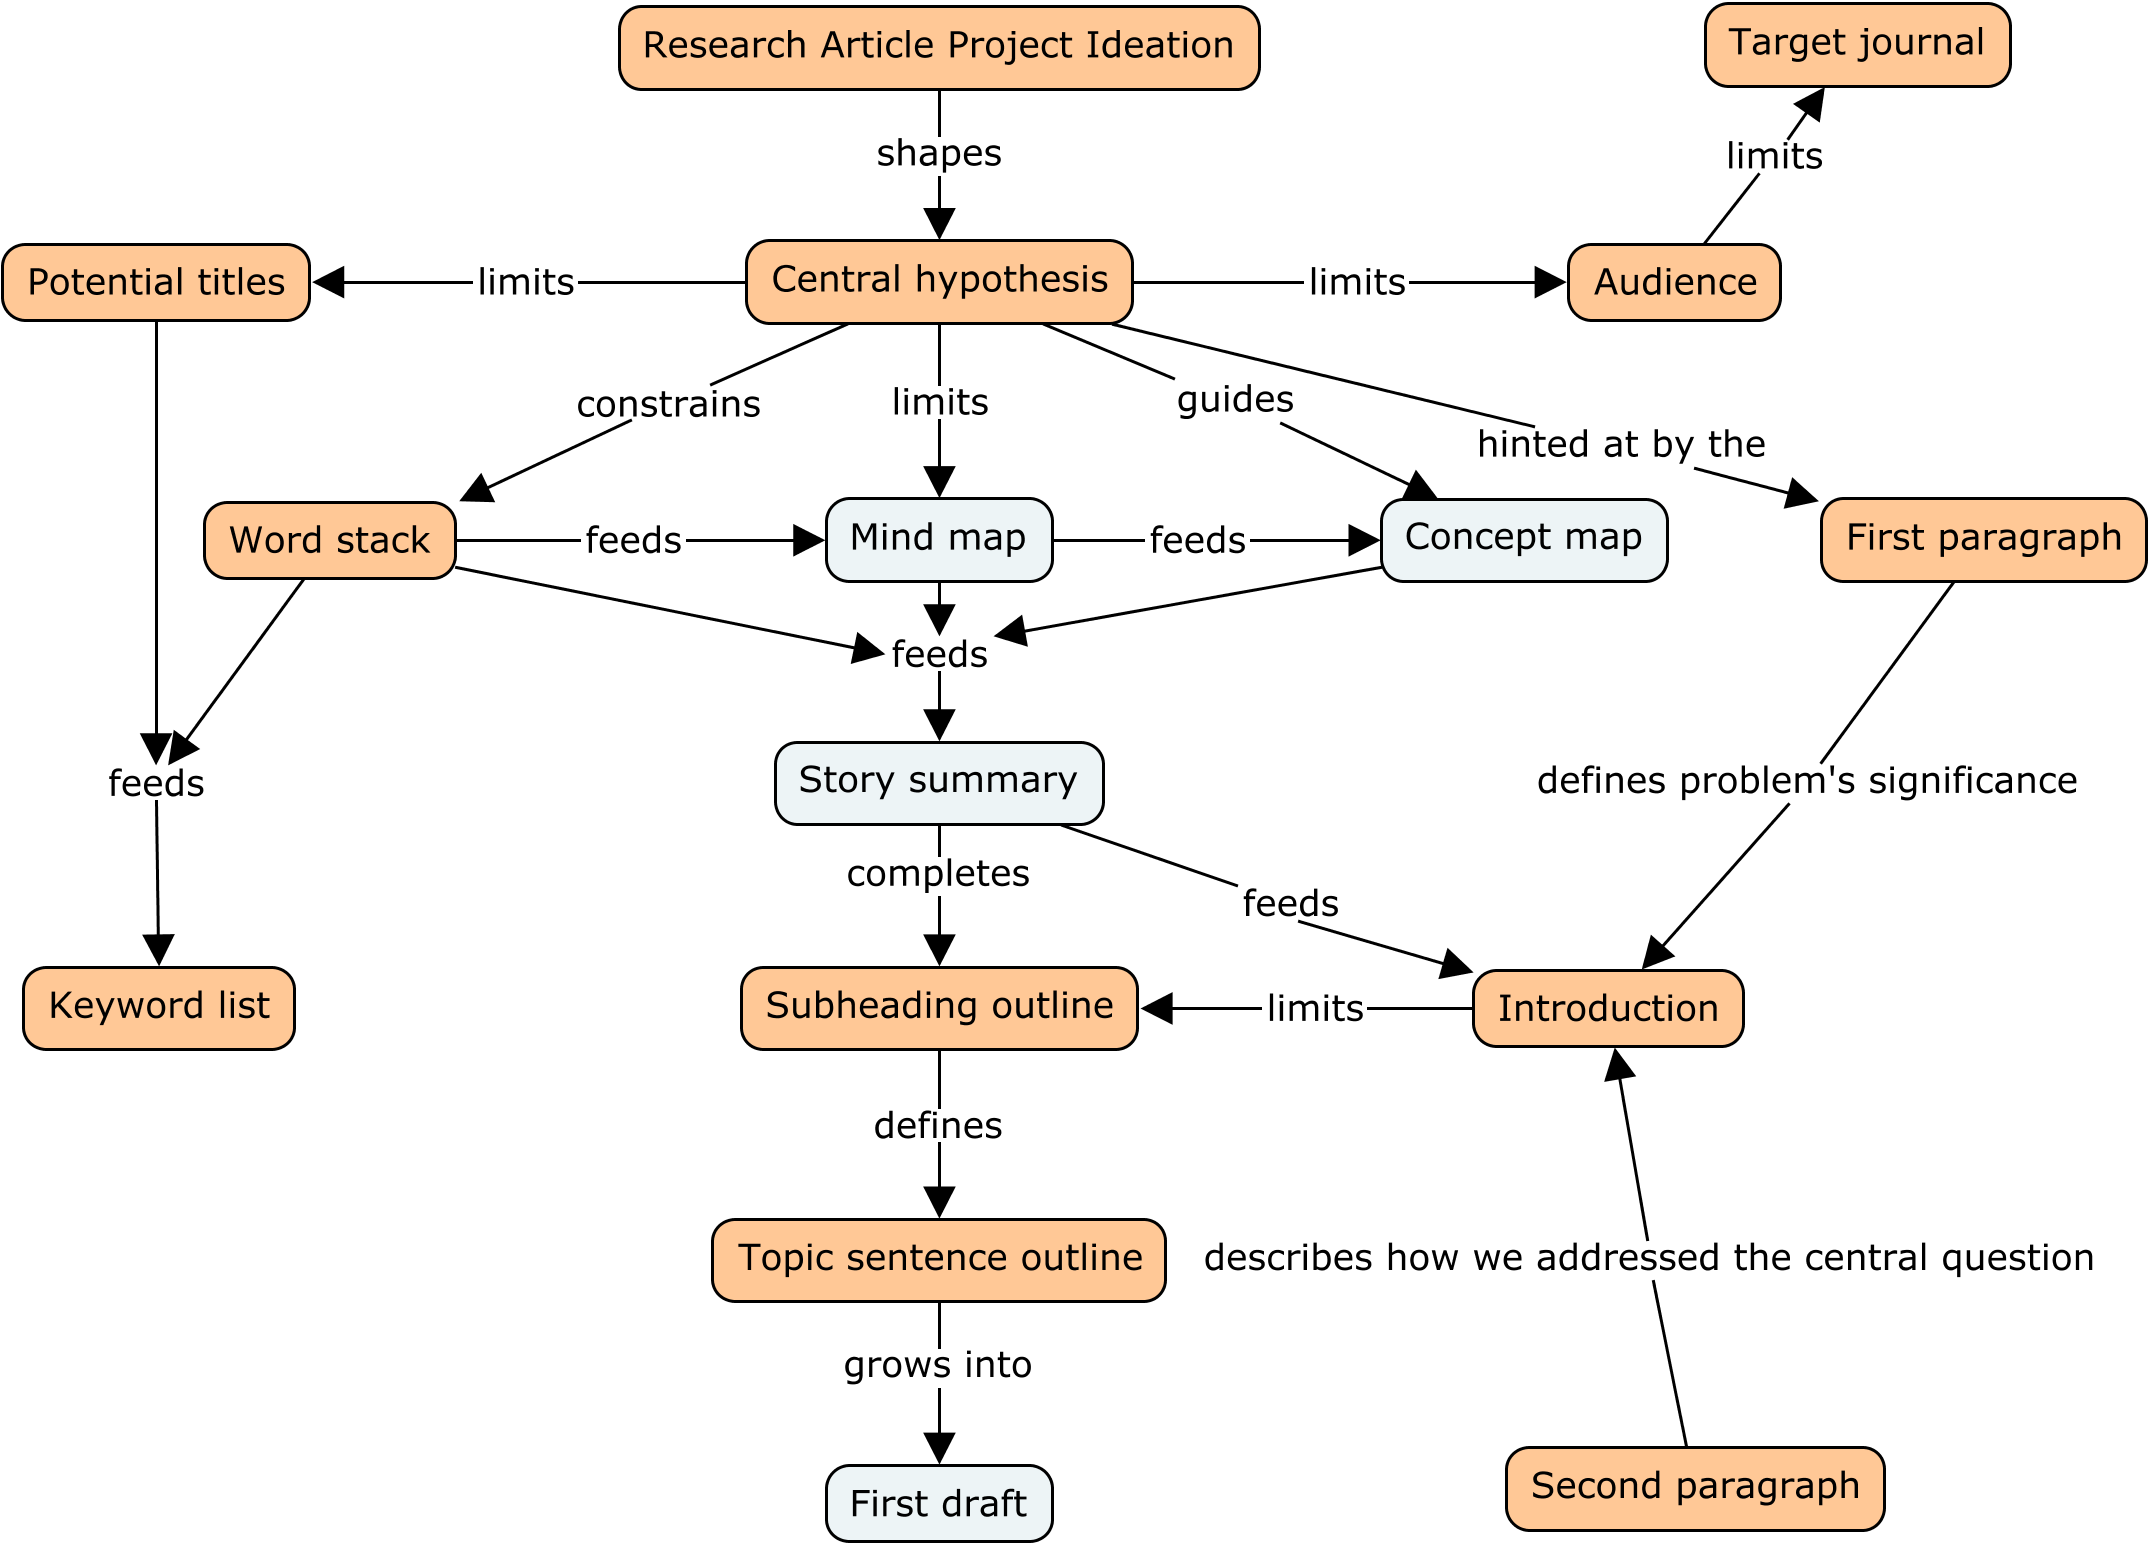 Research Article Project Ideation
Target journal
shapes
limits
Potential titles
limits
Central hypothesis
limits
Audience
constrains
limits
guides
hinted at by the
Word stack
feeds
Mind map
feeds
Concept map
First paragraph
feeds
feeds
Story summary
defines problem's significance
completes
feeds
Keyword list
Subheading outline
limits
Introduction
defines
Topic sentence outline
describes how we addressed the central question
grows into
First draft
Second paragraph